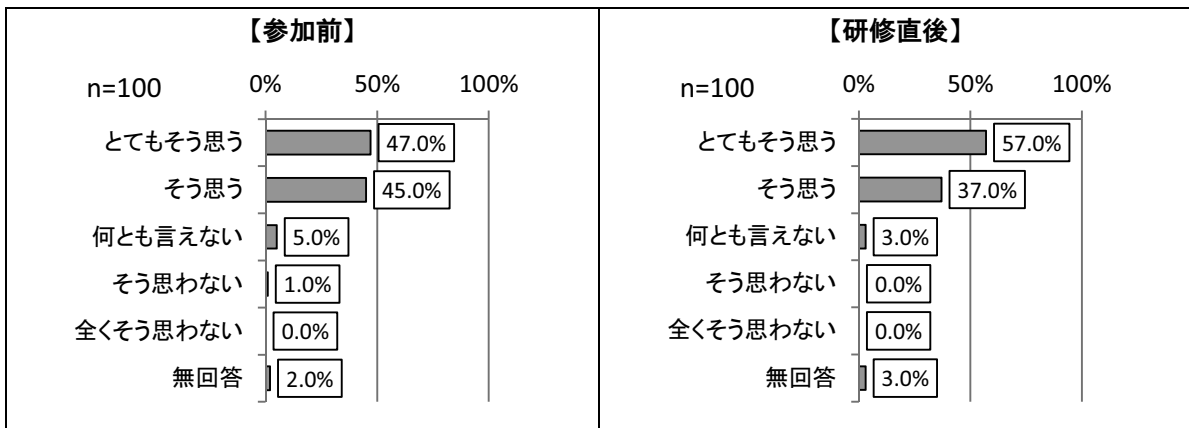 【参加前】
n=100
0% 50% 100%
とてもそう思う 47.0%
そう思う 45.0%
何とも言えない 5.0%
そう思わない 1.0%
全くそう思わない 0.0%
無回答 2.0%
【研修直後】
n=100
0% 50% 100%
とてもそう思う 57.0%
そう思う 37.0%
何とも言えない 3.0%
そう思わない 0.0%
全くそう思わない 0.0%
無回答 3.0%